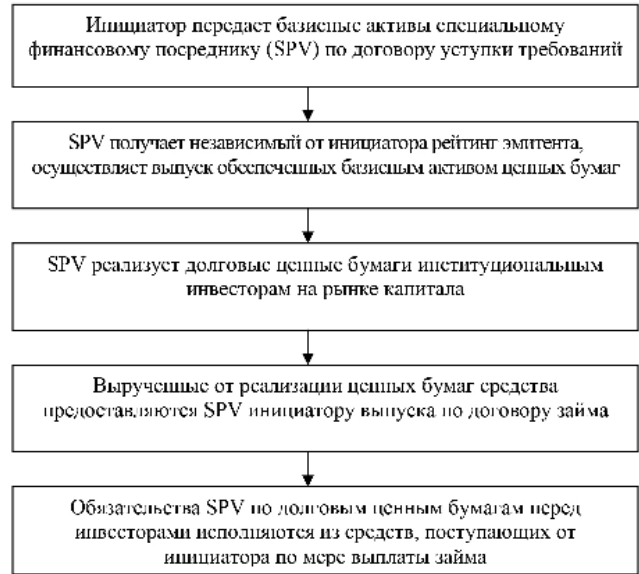 Инициатор передаст базисные активы специальному
финансовому посреднику (SPV) по договору уступки требований
SPV получает независимый от инициатора рейтинг эмитента,
осуществляет выпуск обеспеченных базисным активом ценных бумаг
SPV реализует долговые ценные бумаги институциональным
инвесторам на рынке капитала
Вырученные от реализации ценных бумаг средства
предоставляются SPV инициатору выпуска по договору займа
Обязательства SPV по долговым ценным бумагам перед
инвесторами исполняются из средств, поступающих от
инициатора по мере выплаты займа